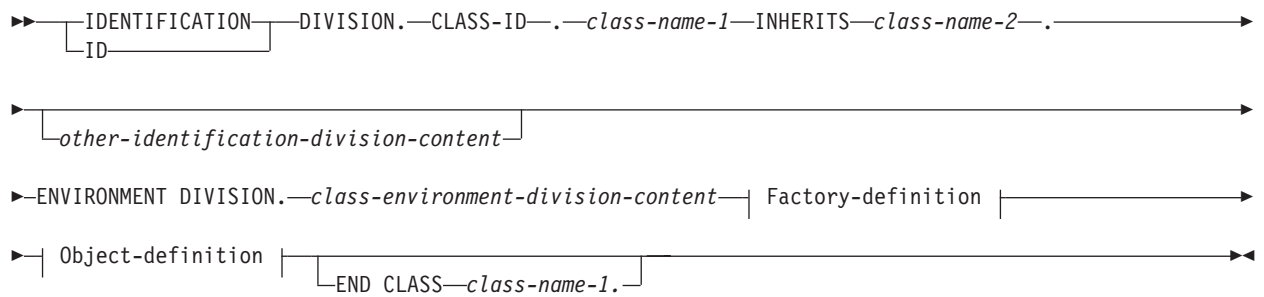 IDENTIFICATION DIVISION. CLASS-ID . class-name-1 INHERITS class-name-2 .
ID
other-identification-division-content
ENVIRONMENT DIVISION. class-environment-division-content Factory-definition
Object-definition
END CLASS class-name-1.